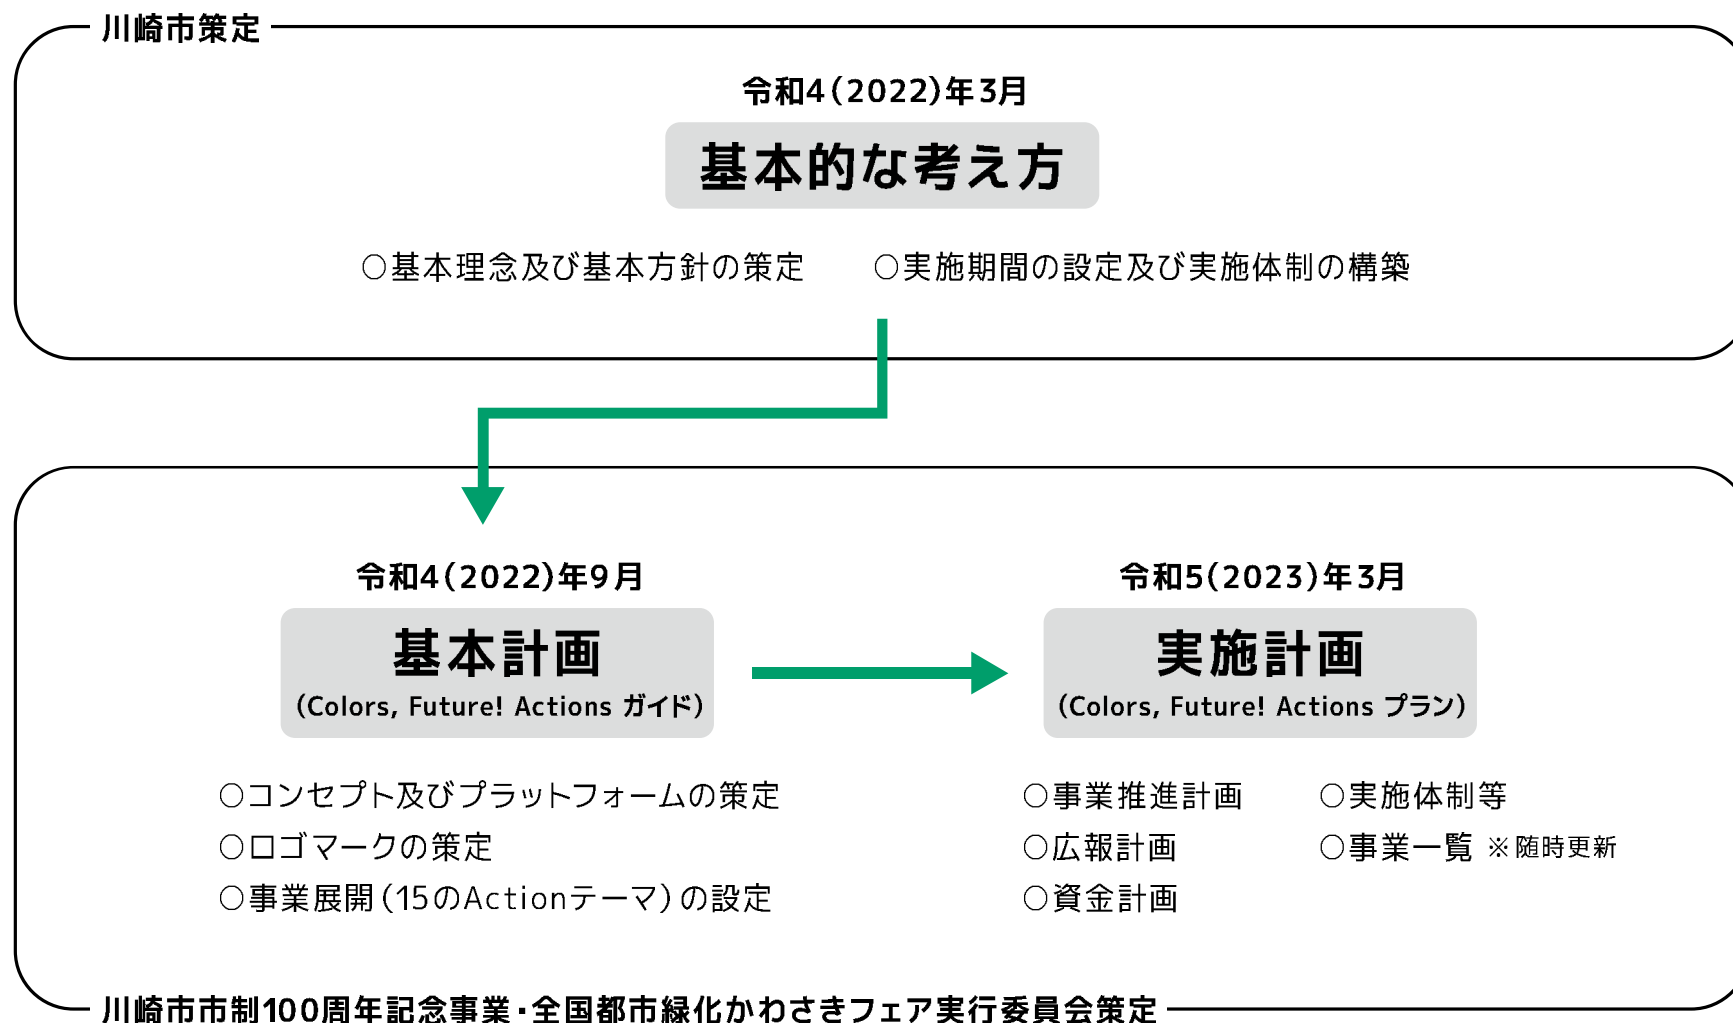 川崎市策定
令和4(2022)年3月
基本的な考え方
○基本理念及び基本方針の策定
○実施期間の設定及び実施体制の構築
令和4(2022)年9月
基本計画
(Colors, Future! Actions ガイド)
○コンセプト及びプラットフォームの策定
○ロゴマークの策定
○事業展開(15のActionテーマ)の設定
令和5(2023)年3月
実施計画
(Colors, Future! Actions プラン)
○事業推進計画
○広報計画
○資金計画
○実施体制等
○事業一覧 ※随時更新
川崎市市制100周年記念事業・全国都市緑化かわさきフェア実行委員会策定